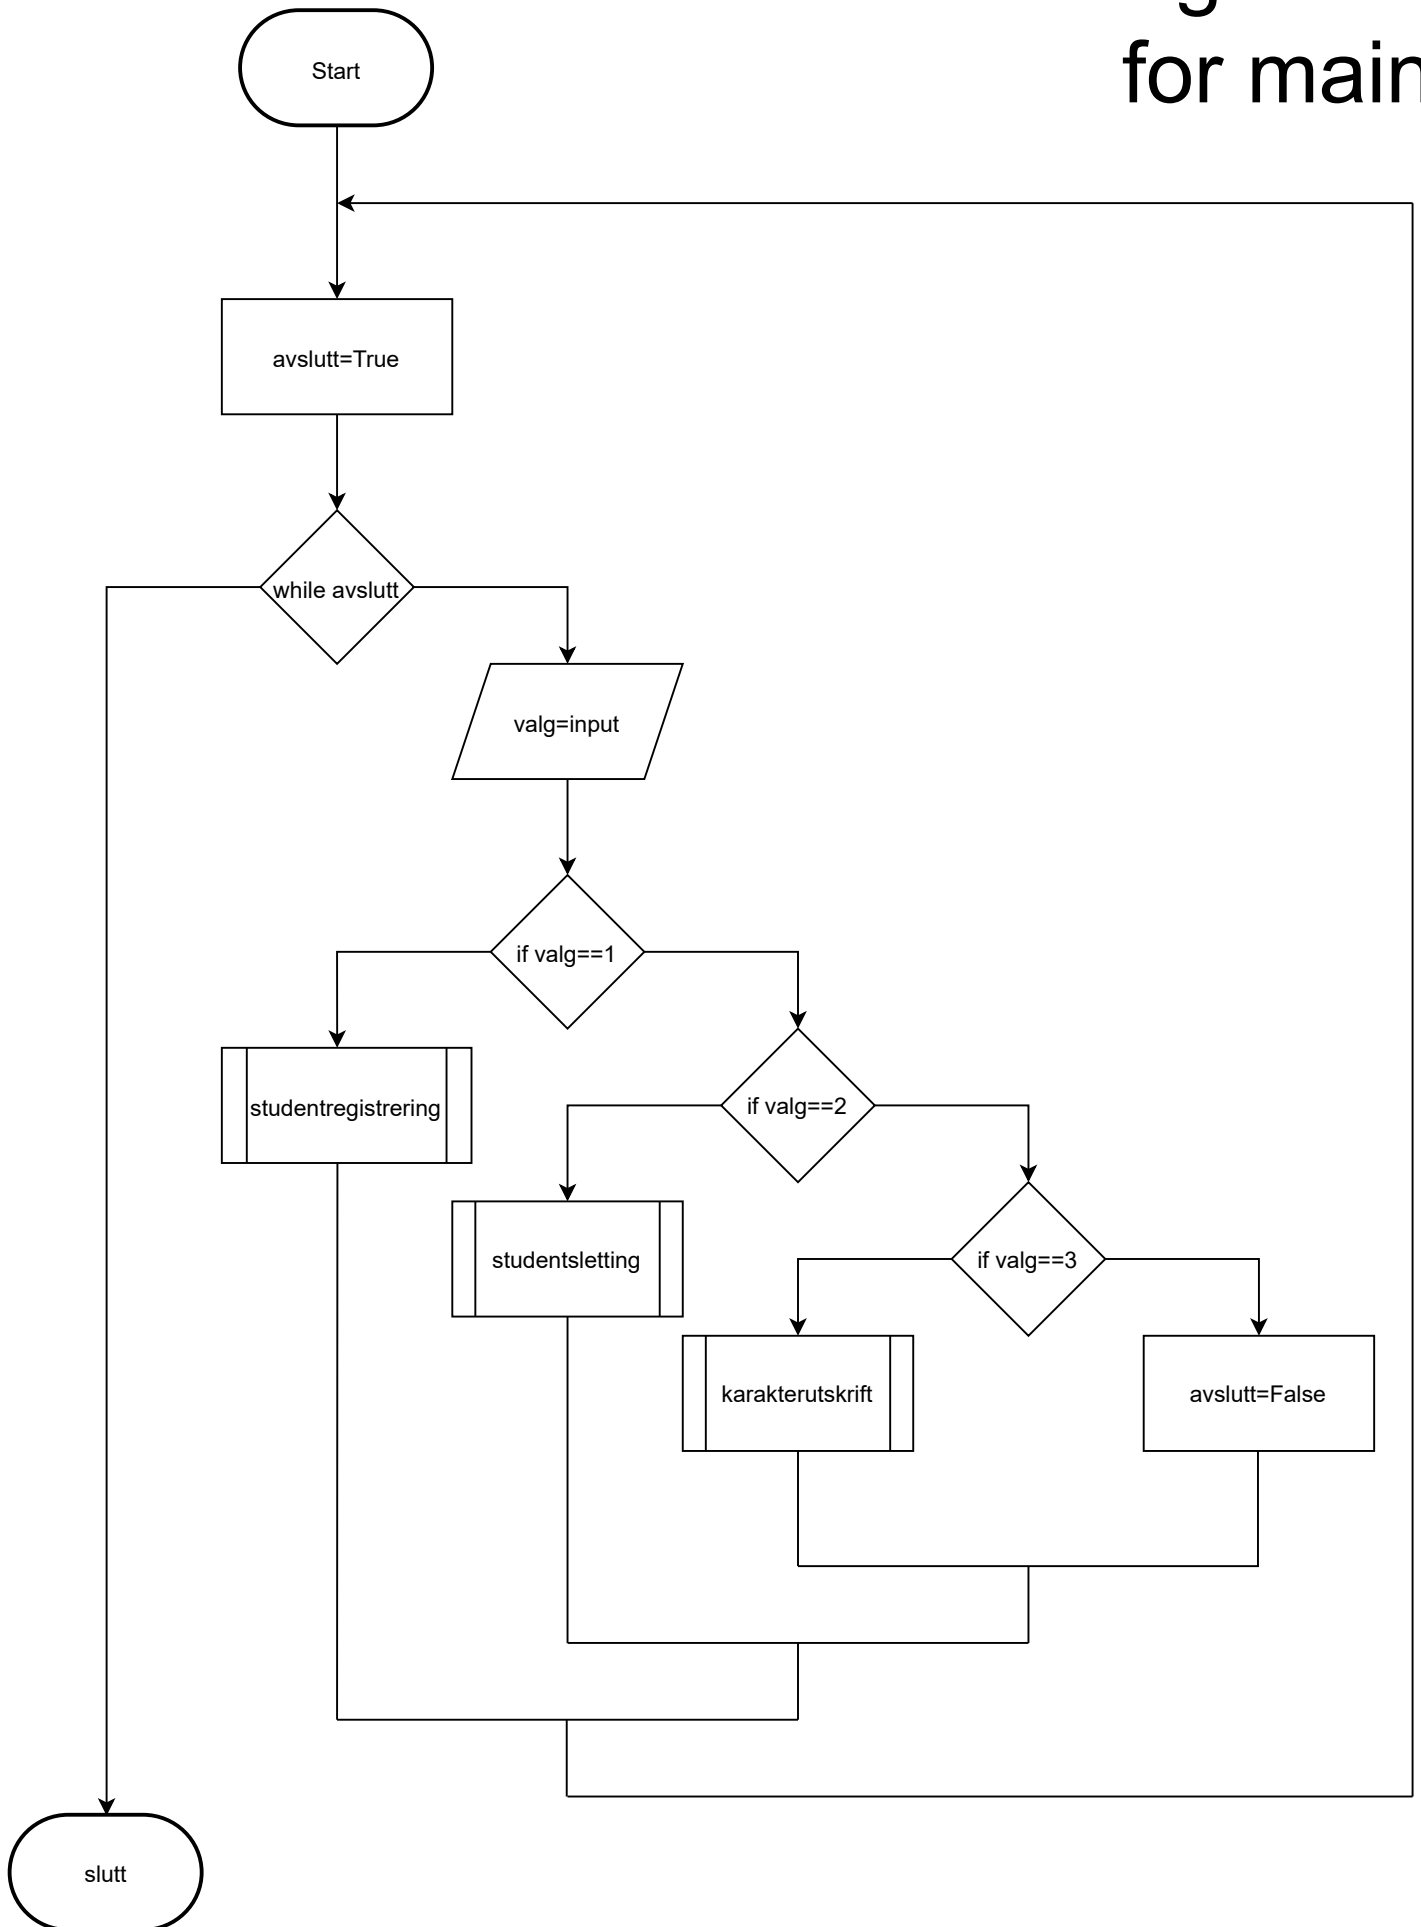 for main
Start
avslutt=True
while avslutt
valg=input
if valg==1
studentregistrering
if valg==2
studentsletting
if valg==3
karakterutskrift
avslutt=False
slutt